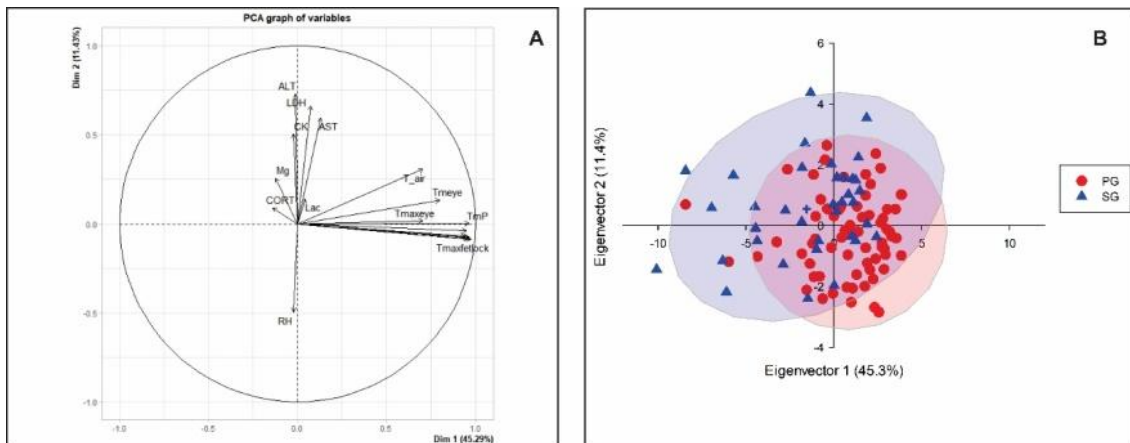 PCA graph of variables
A
Dim 2 (11.43%)
1.0
0.5
0.0
-0.5
-1.0
ALT
LDH
CK
AST
Mg
T_air
Tmeye
CORT
Lac
Tmaxeye
TmP
Tmaxfetlock
RH
-1.0
-0.5
0.0
0.5
1.0
Dim 1 (45.29%)
B
Eigenvector 2 (11.4%)
6
4
2
-2
-4
-10
-5
5
10
Eigenvector 1 (45.3%)
PG
SG